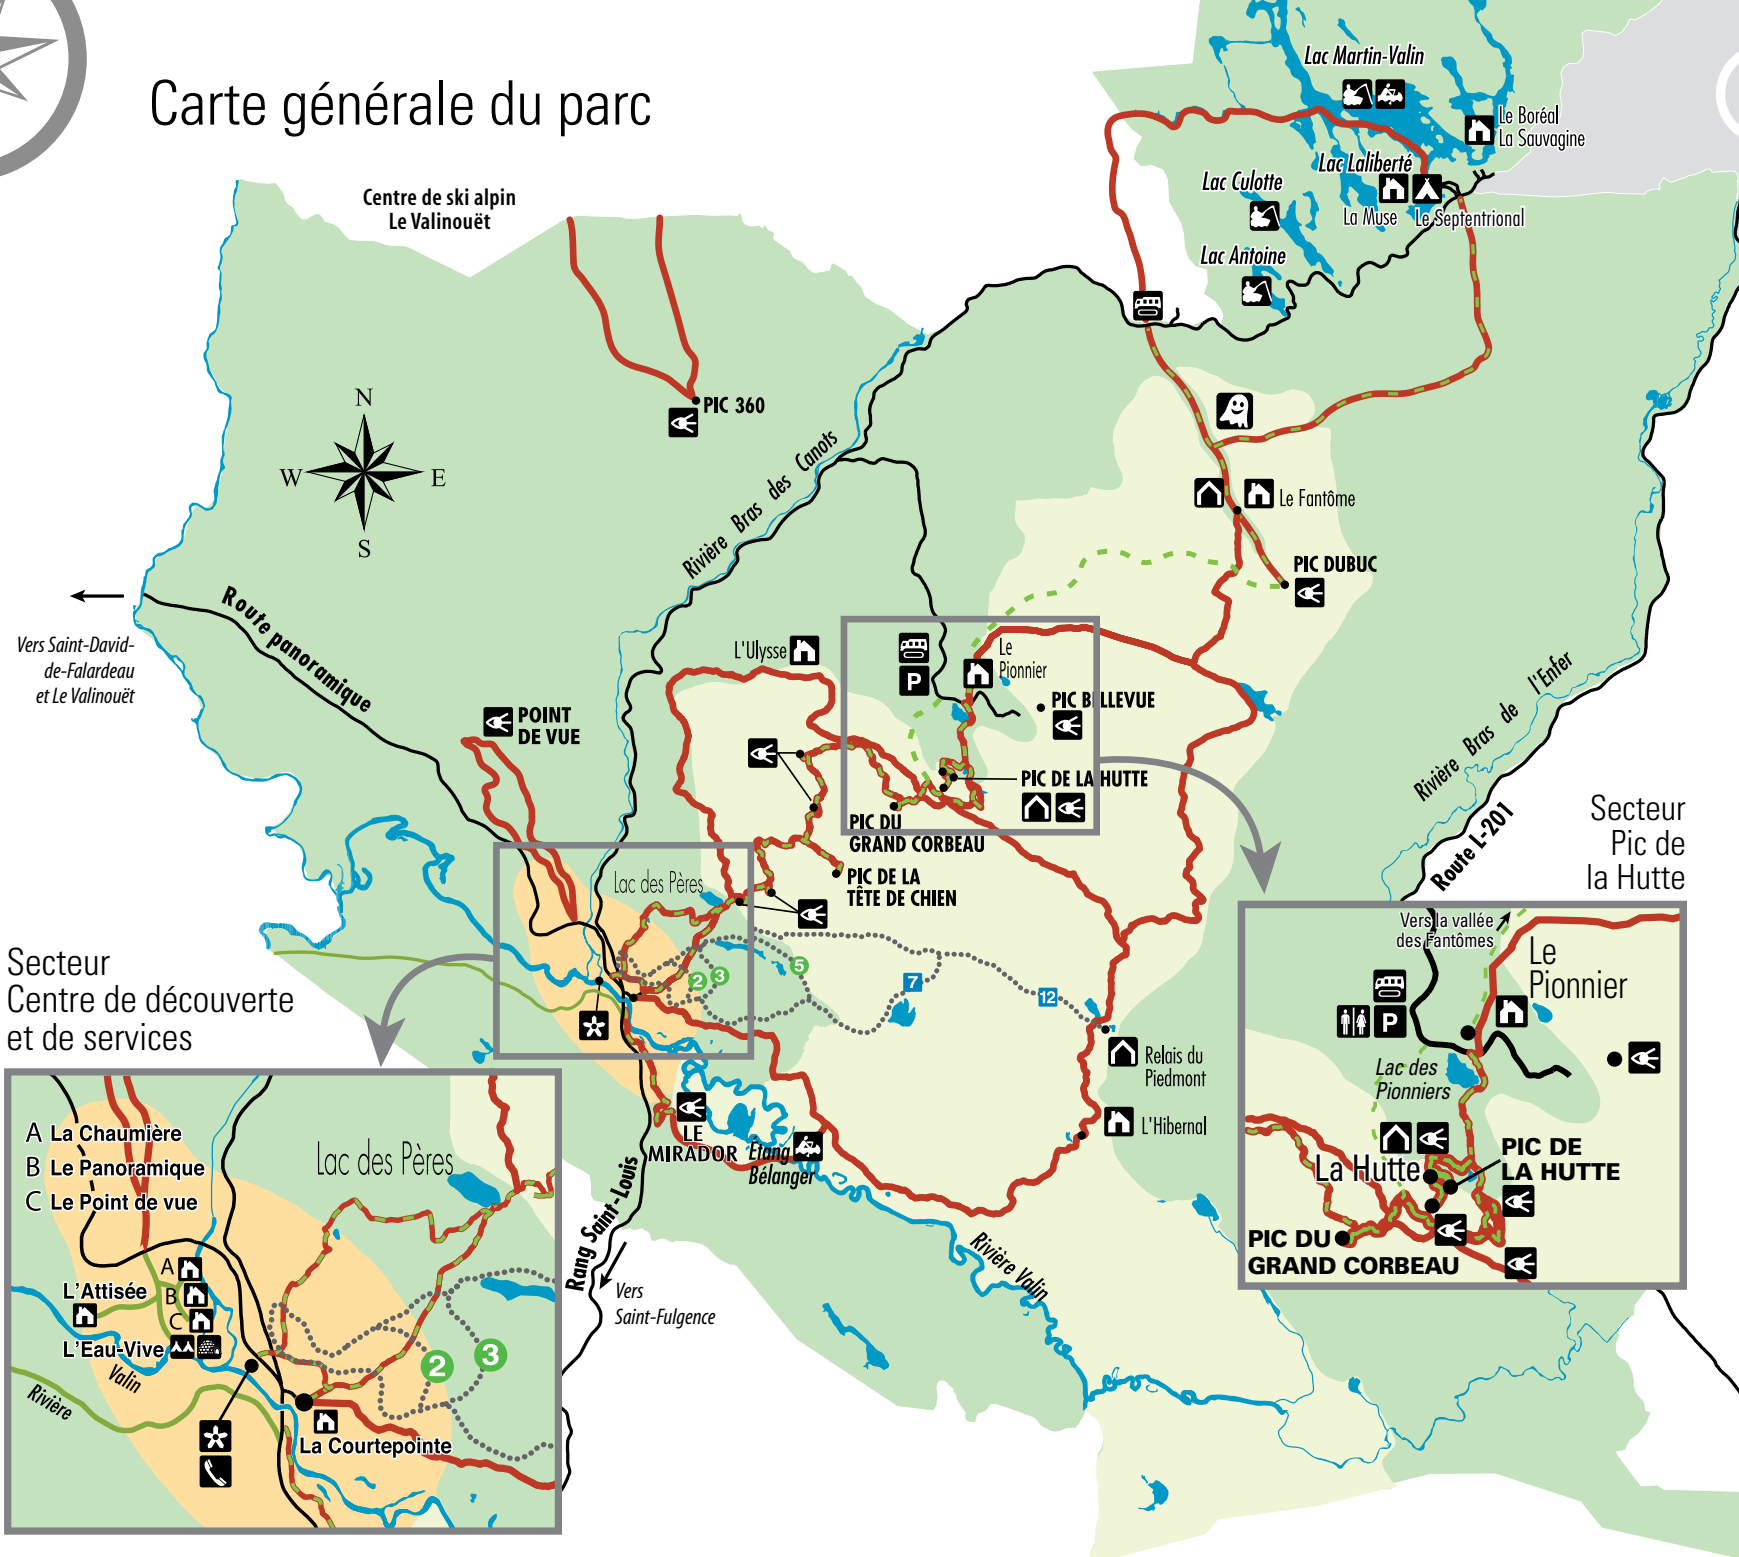 Carte générale du parc
Centre de ski alpin
Le Valinouët
Lac Martin-Valin
Le Boréal
La Sauvagine
Lac Laliberté
Lac Culotte
La Muse
Le Septentrional
Lac Antoine
PIC 360
N
W
E
S
Rivière Bras des Canots
Le Fantôme
PIC DUBUC
Vers Saint-David-
de-Falardeau
et Le Valinouët
Route panoramique
L'Ulysse
P
Le
Pionnier
PIC BELLEVUE
POINT
DE VUE
PIC DE LA HUTTE
PIC DU
GRAND CORBEAU
PIC DE LA
TÊTE DE CHIEN
Lac des Pères
Rivière Bras de l'Enfer
Route L-201
Secteur
Pic de
la Hutte
2
3
5
7
12
Secteur
Centre de découverte
et de services
Relais du
Piedmont
L'Hibernal
LE
MIRADOR
Étang
Bélanger
Rivière Valin
Rang Saint-Louis
Vers
Saint-Fulgence
Vers la vallée
des Fantômes
Le
Pionnier
P
Lac des
Pionniers
La Hutte
PIC DE
LA HUTTE
PIC DU
GRAND CORBEAU
A La Chaumière
B Le Panoramique
C Le Point de vue
Lac des Pères
A
B
C
L'Attisée
L'Eau-Vive
Rivière
Valin
2
3
La Courtepointe